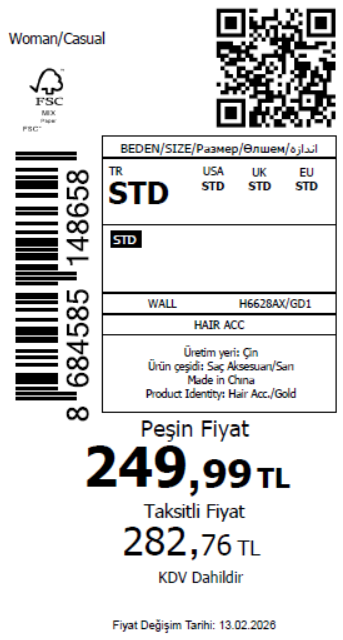 Woman/Casual
FSC
MIX
Paper
FSC™
BEDEN/SIZE/Размер/Өлшем/اندازه
TR USA UK EU
STD STD STD STD
STD
WALL H6628AX/GD1
HAIR ACC
Üretim yeri: Çin
Ürün çeşidi: Saç Aksesuarı/Sarı
Made in China
Product Identity: Hair Acc./Gold
8 684585 148658
Peşin Fiyat
249,99 TL
Taksitli Fiyat
282,76 TL
KDV Dahildir
Fiyat Değişim Tarihi: 13.02.2026